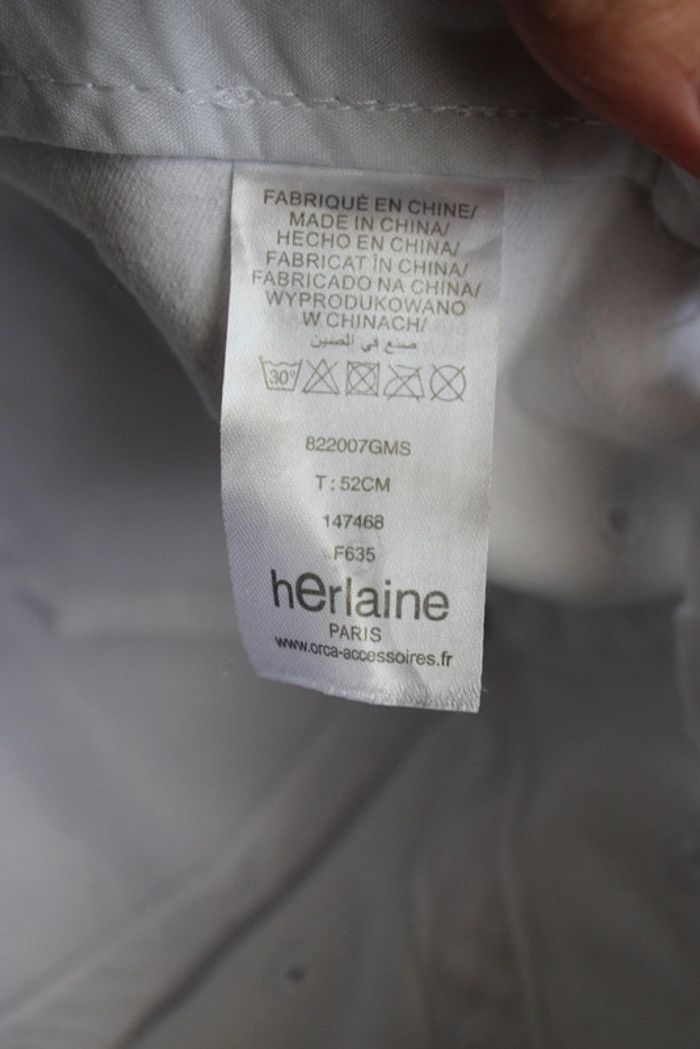 FABRIQUÉ EN CHINE/
MADE IN CHINA/
HECHO EN CHINA/
FABRICAT ÎN CHINA/
FABRICADO NA CHINA/
WYPRODUKOWANO
W CHINACH/
صنع في الصين
30°
822007GMS
T : 52CM
147468
F635
herlaine
PARIS
www.orca-accessoires.fr